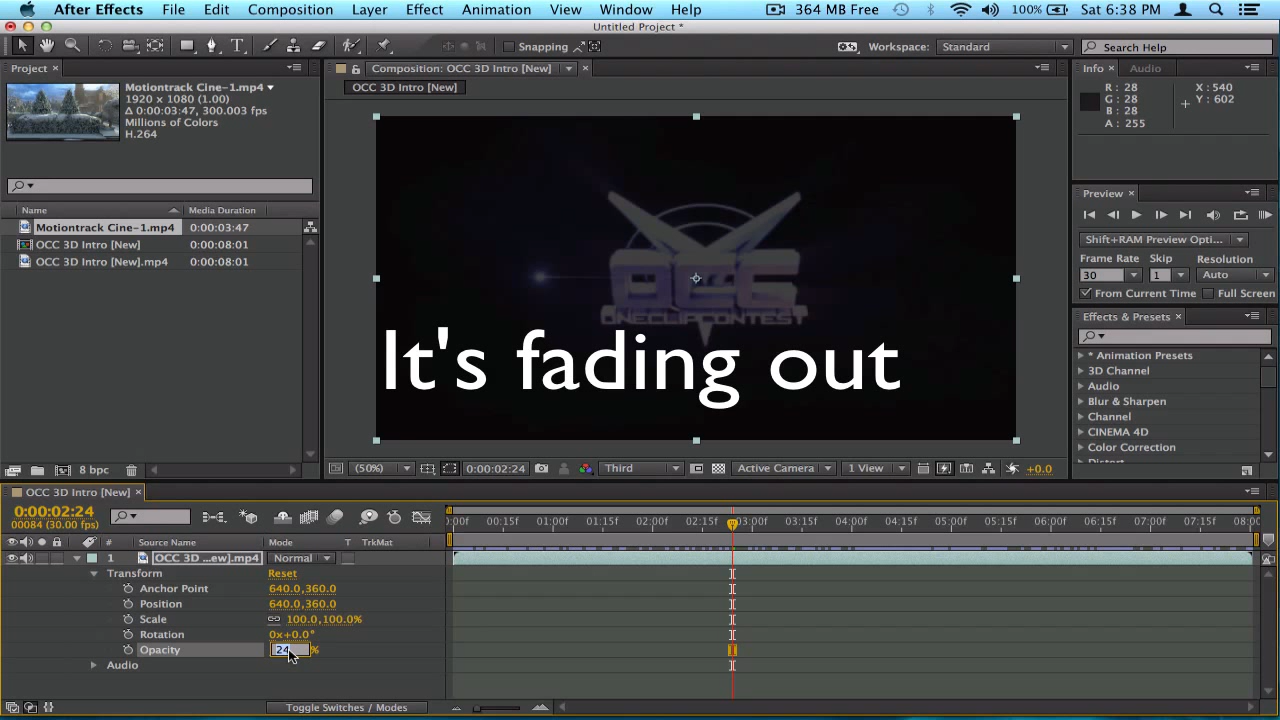 After Effects File Edit Composition Layer Effect Animation View Window Help 364 MB Free 100% Sat 6:38 PM
Untitled Project *
Snapping Workspace: Standard Search Help
Project × Composition: OCC 3D Intro [New] × Info × Audio
OCC 3D Intro [New]
Motiontrack Cine-1.mp4
1920 x 1080 (1.00)
Δ 0:00:03:47, 300.003 fps
Millions of Colors
H.264
R : 28
G : 28
B : 28
A : 255
X : 540
Y : 602
Name Media Duration
Motiontrack Cine-1.mp4 0:00:03:47
OCC 3D Intro [New] 0:00:08:01
OCC 3D Intro [New].mp4 0:00:08:01
8 bpc
OCC
ONECLIPCONTEST
It's fading out
(50%) 0:00:02:24 Third Active Camera 1 View +0.0
Preview ×
Shift+RAM Preview Opti...
Frame Rate Skip Resolution
30 1 Auto
From Current Time Full Screen
Effects & Presets ×
* Animation Presets
3D Channel
Audio
Blur & Sharpen
Channel
CINEMA 4D
Color Correction
Distort
OCC 3D Intro [New] ×
0:00:02:24
00084 (30.00 fps)
:00f 00:15f 01:00f 01:15f 02:00f 02:15f 03:00f 03:15f 04:00f 04:15f 05:00f 05:15f 06:00f 06:15f 07:00f 07:15f 08:00
# Source Name Mode T TrkMat
1 OCC 3D ...ew].mp4 Normal
Transform Reset
Anchor Point 640.0,360.0
Position 640.0,360.0
Scale 100.0,100.0%
Rotation 0x+0.0°
Opacity 24 %
Audio
Toggle Switches / Modes